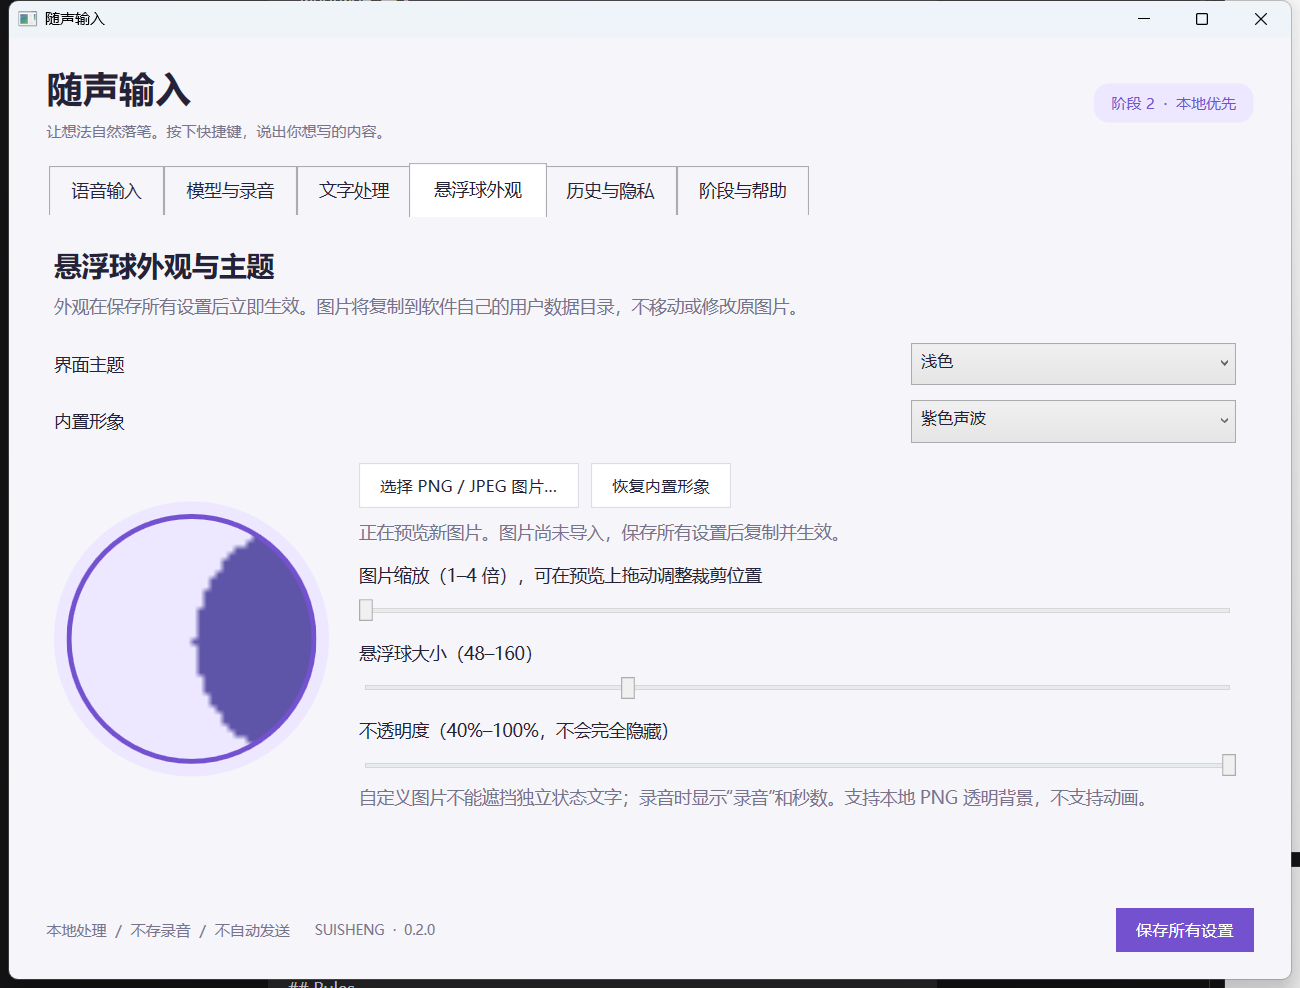 随声输入
随声输入
让想法自然落笔。按下快捷键，说出你想写的内容。
阶段 2 · 本地优先
语音输入 模型与录音 文字处理 悬浮球外观 历史与隐私 阶段与帮助
悬浮球外观与主题
外观在保存所有设置后立即生效。图片将复制到软件自己的用户数据目录，不移动或修改原图片。
界面主题 浅色
内置形象 紫色声波
选择 PNG / JPEG 图片... 恢复内置形象
正在预览新图片。图片尚未导入，保存所有设置后复制并生效。
图片缩放（1–4 倍），可在预览上拖动调整裁剪位置
悬浮球大小（48–160）
不透明度（40%–100%，不会完全隐藏）
自定义图片不能遮挡独立状态文字；录音时显示“录音”和秒数。支持本地 PNG 透明背景，不支持动画。
本地处理 / 不存录音 / 不自动发送 SUISHENG · 0.2.0
保存所有设置